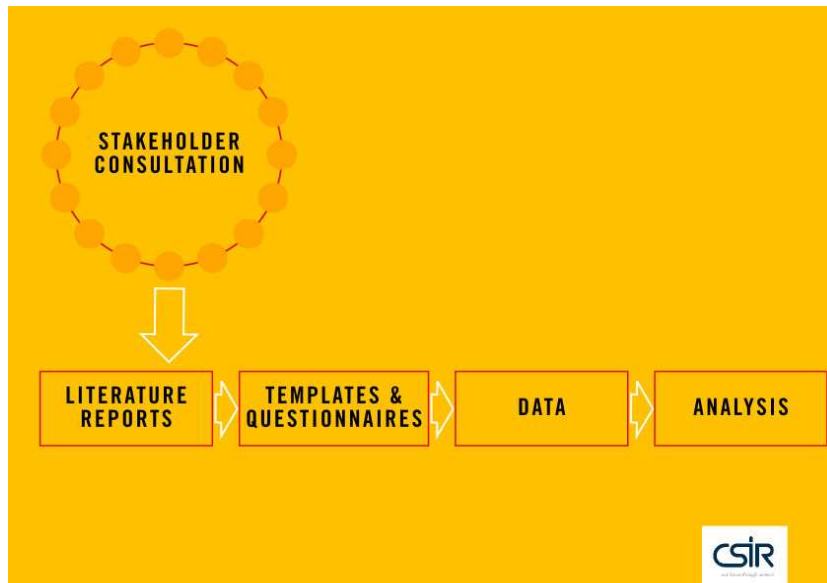 STAKEHOLDER
CONSULTATION
LITERATURE
REPORTS
TEMPLATES &
QUESTIONNAIRES
DATA
ANALYSIS
CSIR